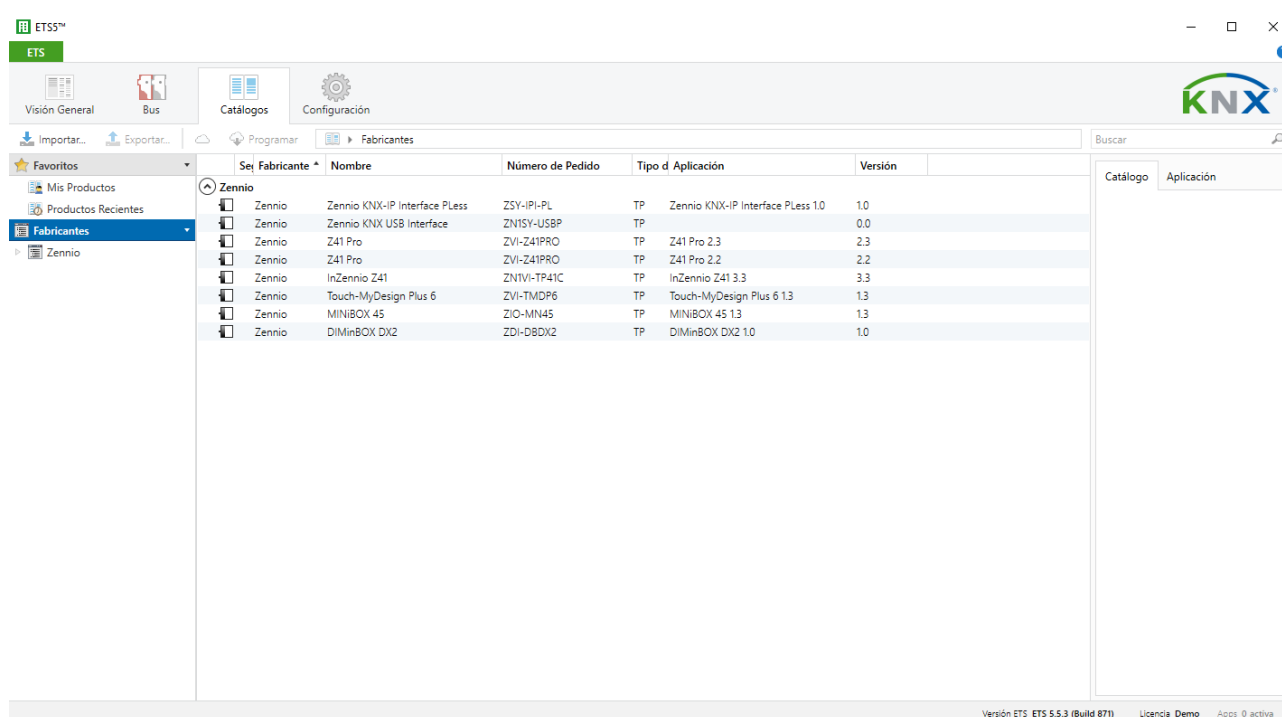 ETS5™
ETS
Visión General
Bus
Catálogos
Configuración
KNX®
Importar...
Exportar...
Programar
Fabricantes
Buscar
Favoritos
Mis Productos
Productos Recientes
Fabricantes
Zennio
Seg Fabricante Nombre Número de Pedido Tipo d Aplicación Versión
Zennio
Zennio Zennio KNX-IP Interface PLess ZSY-IPI-PL TP Zennio KNX-IP Interface PLess 1.0 1.0
Zennio Zennio KNX USB Interface ZN1SY-USBP TP 0.0
Zennio Z41 Pro ZVI-Z41PRO TP Z41 Pro 2.3 2.3
Zennio Z41 Pro ZVI-Z41PRO TP Z41 Pro 2.2 2.2
Zennio InZennio Z41 ZN1VI-TP41C TP InZennio Z41 3.3 3.3
Zennio Touch-MyDesign Plus 6 ZVI-TMDP6 TP Touch-MyDesign Plus 6 1.3 1.3
Zennio MINiBOX 45 ZIO-MN45 TP MINiBOX 45 1.3 1.3
Zennio DIMinBOX DX2 ZDI-DBDX2 TP DIMinBOX DX2 1.0 1.0
Catálogo Aplicación
Versión ETS ETS 5.5.3 (Build 871) Licencia Demo Apps 0 activa